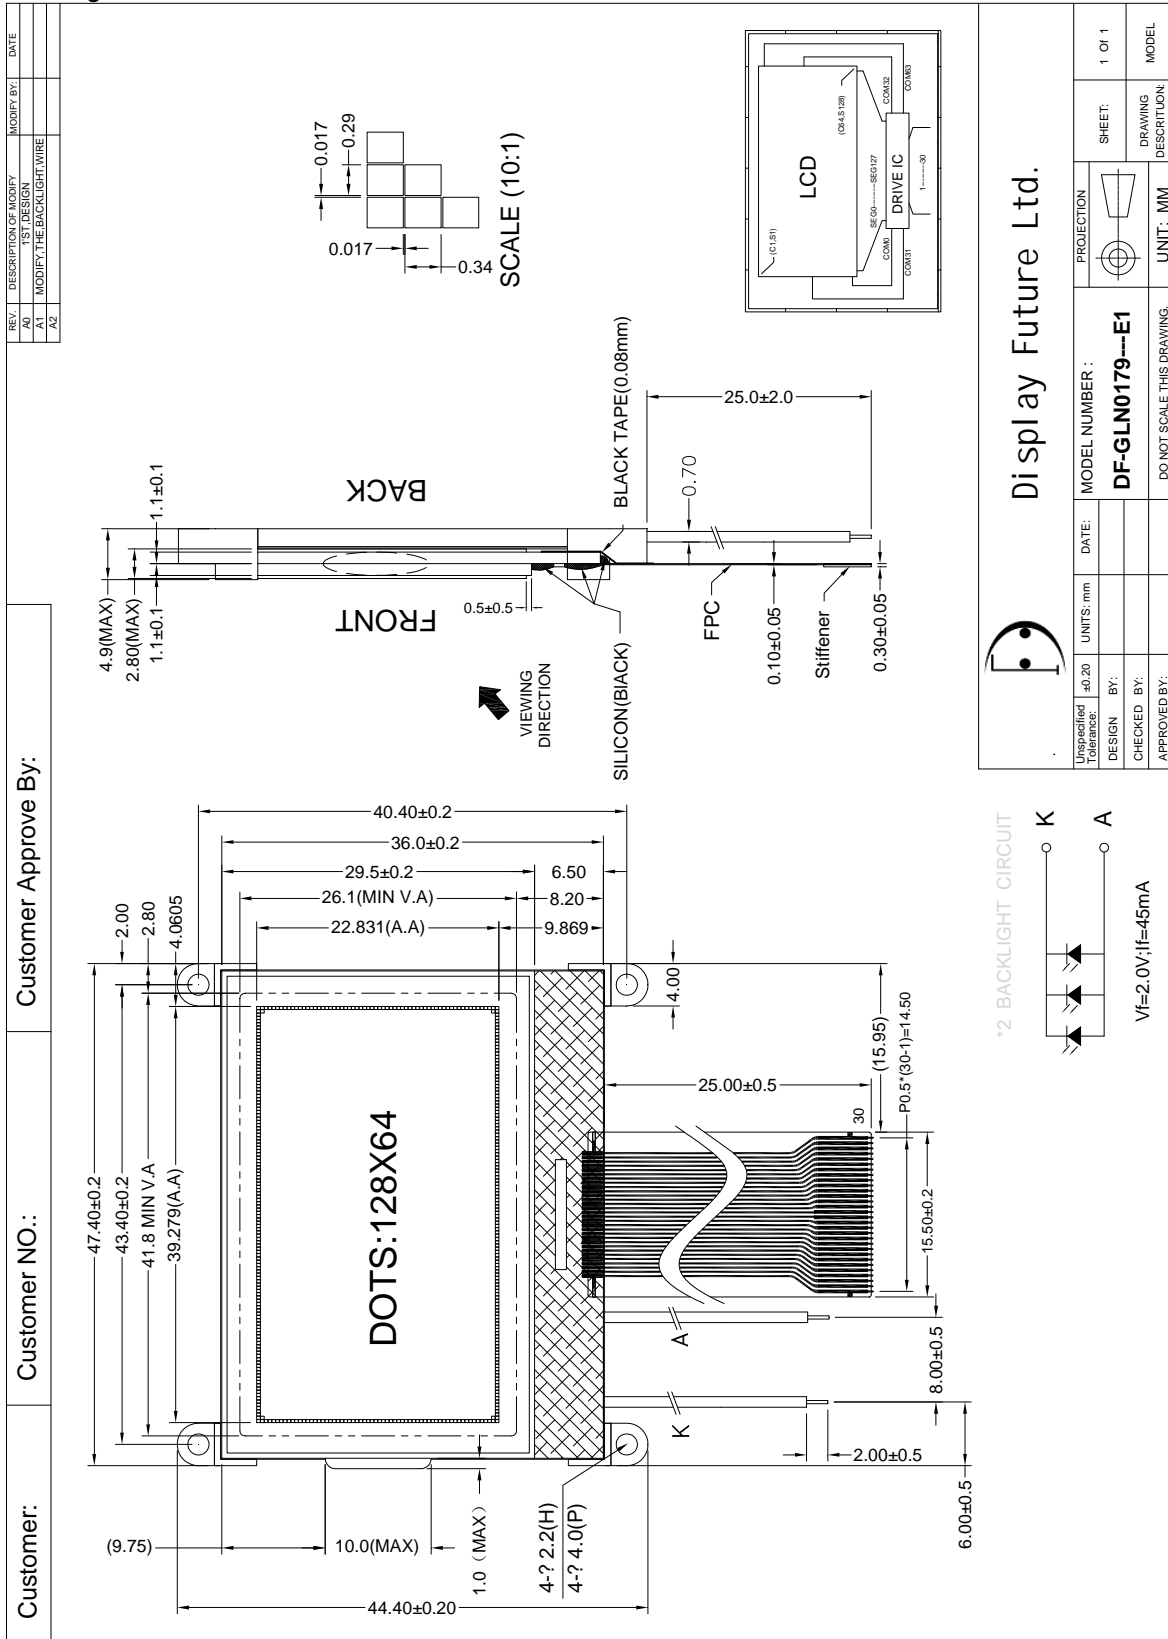 Customer:
Customer NO.:
Customer Approve By:
REV.
DESCRIPTION OF MODIFY
MODIFY BY:
DATE
A0
1'ST DESIGN
A1
MODIFY,THE,BACKLIGHT,WIRE
A2
47.40±0.2
43.40±0.2
41.8 MIN V.A
39.279(A.A)
2.00
2.80
4.0605
40.40±0.2
36.0±0.2
29.5±0.2
6.50
26.1(MIN V.A)
8.20
22.831(A.A)
9.869
4.00
DOTS:128X64
(9.75)
10.0(MAX)
1.0 (MAX)
44.40±0.20
4-? 2.2(H)
4-? 4.0(P)
K
A
25.00±0.5
30
(15.95)
P0.5*(30-1)=14.50
15.50±0.2
8.00±0.5
2.00±0.5
6.00±0.5
4.9(MAX)
2.80(MAX)
1.1±0.1
1.1±0.1
FRONT
BACK
0.5±0.5
VIEWING
DIRECTION
SILICON(BIACK)
BLACK TAPE(0.08mm)
25.0±2.0
0.70
FPC
0.10±0.05
Stiffener
0.30±0.05
0.017
0.29
0.017
0.34
SCALE (10:1)
LCD
(C1,S1)
(C64,S128)
SEG0-------SEG127
COM0
COM31
COM32
COM63
DRIVE IC
1-------30
*2 BACKLIGHT CIRCUIT
K
A
Vf=2.0V;If=45mA
Display Future Ltd.
Unspecified
Tolerance:
±0.20
UNITS: mm
DATE:
DESIGN BY:
CHECKED BY:
APPROVED BY:
MODEL NUMBER :
DF-GLN0179---E1
DO NOT SCALE THIS DRAWING.
PROJECTION
UNIT: MM
SHEET:
1 Of 1
DRAWING
DESCRITUON:
MODEL